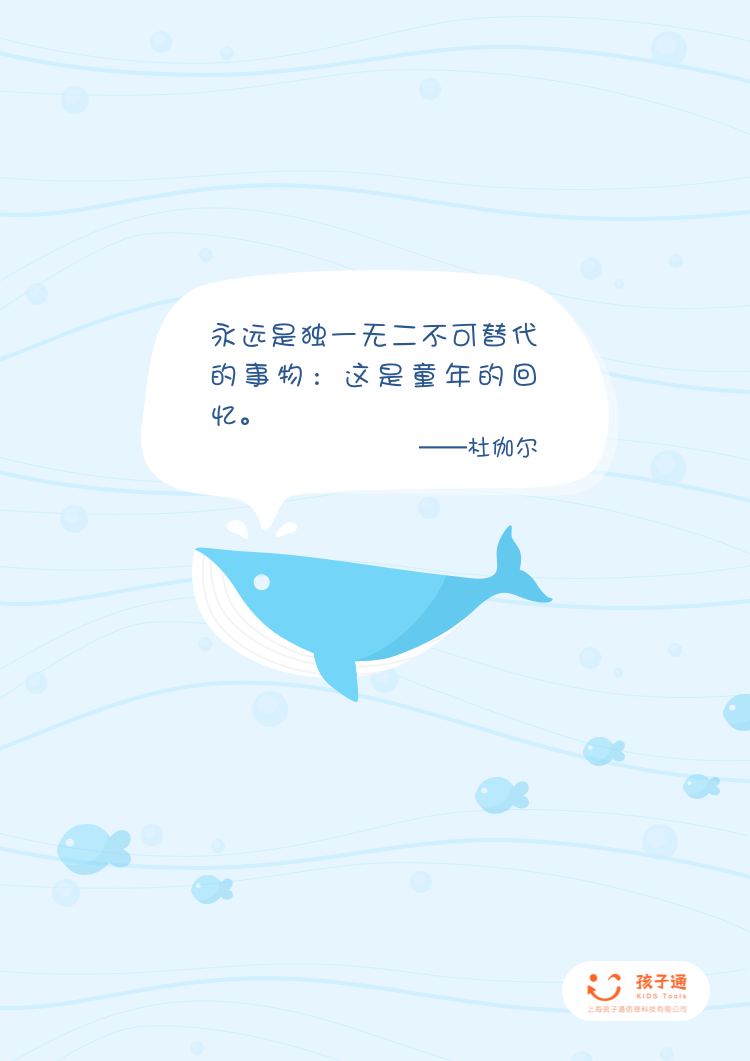 永远是独一无二不可替代
的事物：这是童年的回
忆。
——杜伽尔
孩子通
KIDS Tools
上海孩子通信息科技有限公司